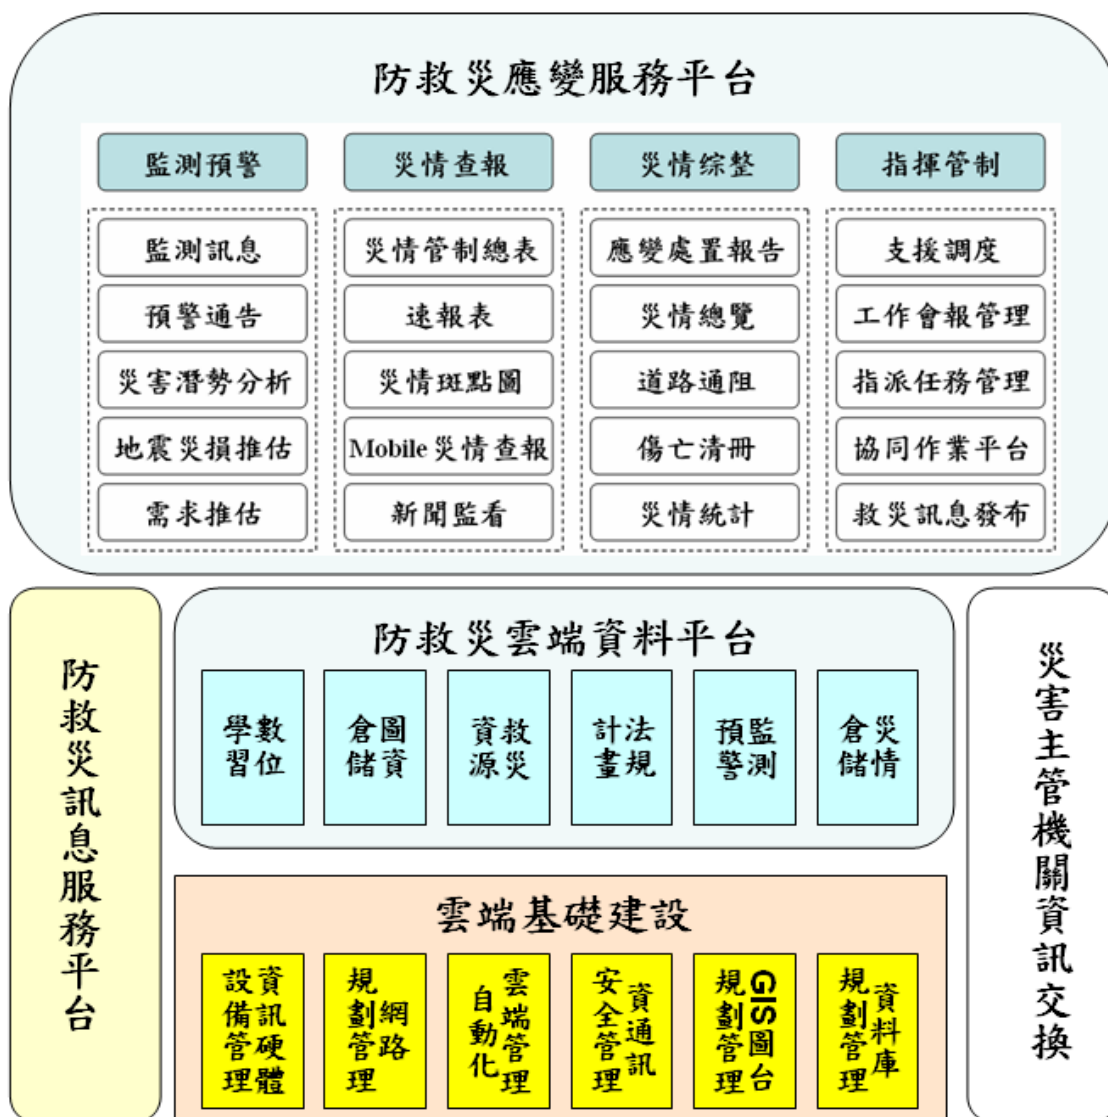 防救災應變服務平台
監測預警
災情查報
災情综整
指揮管制
監測訊息
災情管制總表
應變處置報告
支援調度
預警通告
速報表
災情總覽
工作會報管理
災害潛勢分析
災情斑點圖
道路通阻
指派任務管理
地震災損推估
Mobile災情查報
傷亡清冊
協同作業平台
需求推估
新聞監看
災情統計
救災訊息發布
防救災訊息服務平台
防救災雲端資料平台
數位
學習
圖資
倉儲
救災
資源
法規
計畫
監測
預警
災情
倉儲
災害主管機關資訊交換
雲端基礎建設
資訊硬體
設備管理
網路
規劃管理
雲端管理
自動化
資通訊
安全管理
GIS圖台
規劃管理
資料庫
規劃管理